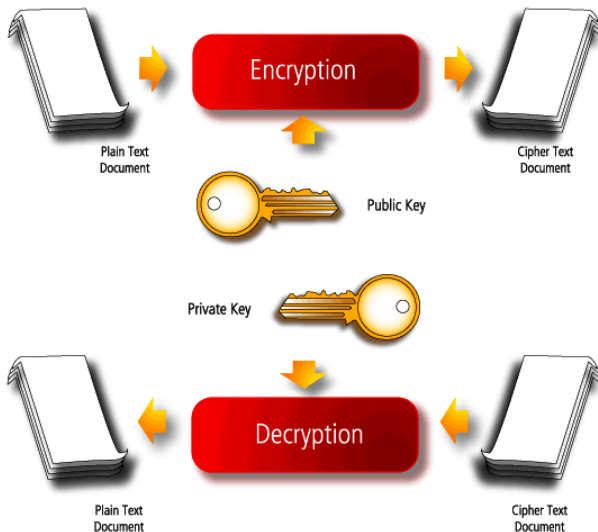 Encryption
Plain Text
Document
Cipher Text
Document
Public Key
Private Key
Decryption
Plain Text
Document
Cipher Text
Document